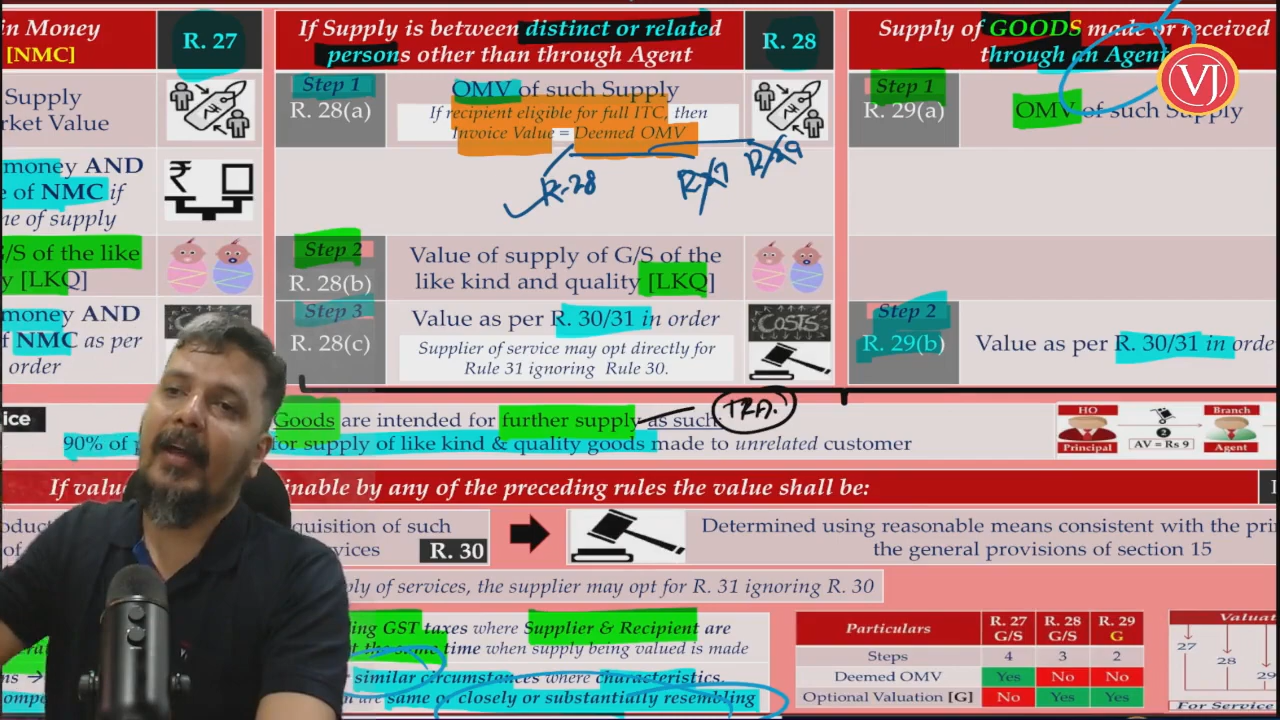 in Money
[NMC]
R. 27
If Supply is between distinct or related
persons other than through Agent
R. 28
Supply of GOODS made or received
through an Agent
VJ
Supply
rket Value
Step 1
R. 28(a)
OMV of such Supply
If recipient eligible for full ITC, then
Invoice Value = Deemed OMV
Step 1
R. 29(a)
OMV of such Supply
R-28
R-27
R-29
money AND
e of NMC if
me of supply
G/S of the like
y [LKQ]
Step 2
R. 28(b)
Value of supply of G/S of the
like kind and quality [LKQ]
money AND
f NMC as per
order
Step 3
R. 28(c)
Value as per R. 30/31 in order
Supplier of service may opt directly for
Rule 31 ignoring Rule 30.
COSTS
Step 2
R. 29(b)
Value as per R. 30/31 in orde
ice
Goods are intended for further supply as such
90% of p for supply of like kind & quality goods made to unrelated customer
HO
Principal
2
AV = Rs 9
Branch
Agent
If valu inable by any of the preceding rules the value shall be:
oduct quisition of such
of vices
R. 30
Determined using reasonable means consistent with the pri
the general provisions of section 15
ply of services, the supplier may opt for R. 31 ignoring R. 30
ling GST taxes where Supplier & Recipient are
t the same time when supply being valued is made
similar circumstances where characteristics,
are same or closely or substantially resembling
Particulars
R. 27
G/S
R. 28
G/S
R. 29
G
Steps 4 3 2
Deemed OMV Yes No No
Optional Valuation [G] No Yes Yes
Valuat
27
28
29
For Service